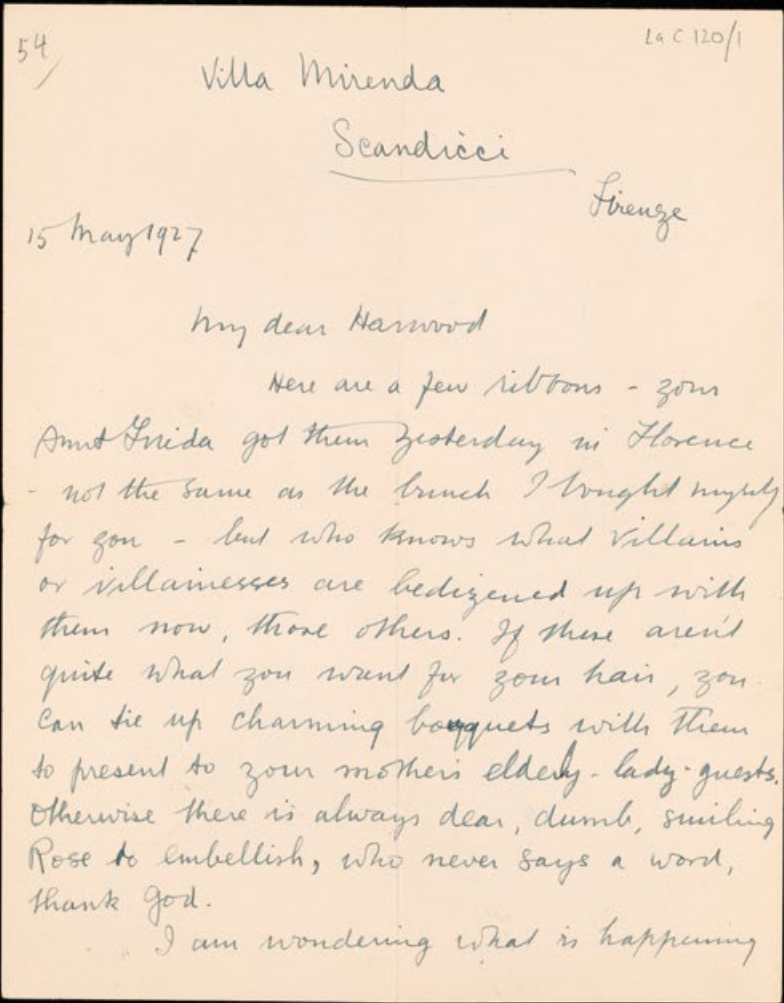 54
La C 120/1
Villa Mirenda
Scandicci
Firenze
15 May 1927
My dear Harwood
Here are a few ribbons - your
Aunt Frieda got them yesterday in Florence
- not the same as the bunch I bought myself
for you - but who knows what villains
or villainesses are bedizened up with
them now, those others. If these aren't
quite what you want for your hair, you
can tie up charming bouquets with them
to present to your mother's elderly-lady-guests.
Otherwise there is always dear, dumb, smiling
Rose to embellish, who never says a word,
thank God.
I am wondering what is happening